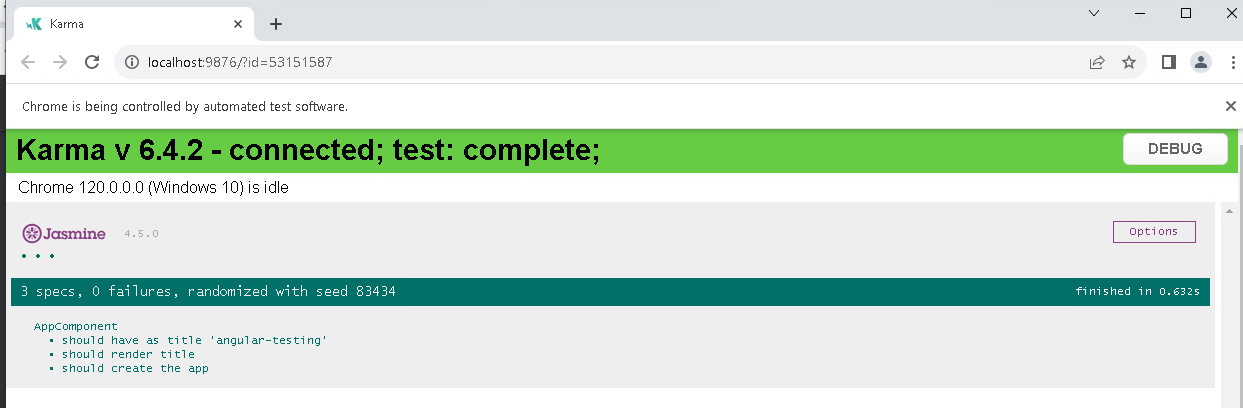 Karma
localhost:9876/?id=53151587
Chrome is being controlled by automated test software.
Karma v 6.4.2 - connected; test: complete;
DEBUG
Chrome 120.0.0.0 (Windows 10) is idle
Jasmine 4.5.0
Options
• • •
3 specs, 0 failures, randomized with seed 83434
finished in 0.632s
AppComponent
• should have as title 'angular-testing'
• should render title
• should create the app